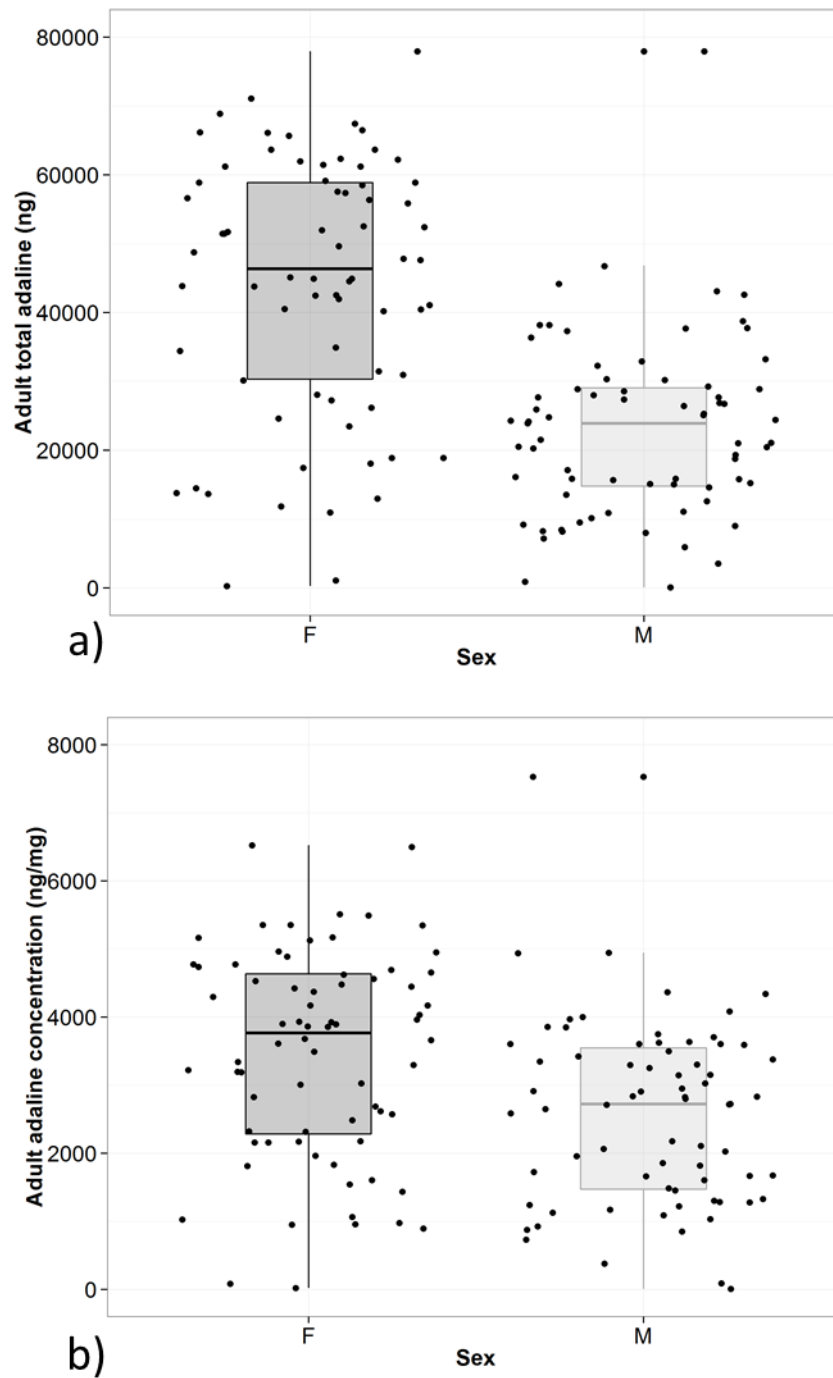 Adult total adaline (ng)
80000
60000
40000
20000
0
F
M
Sex
a)
Adult adaline concentration (ng/mg)
8000
6000
4000
2000
0
F
M
Sex
b)